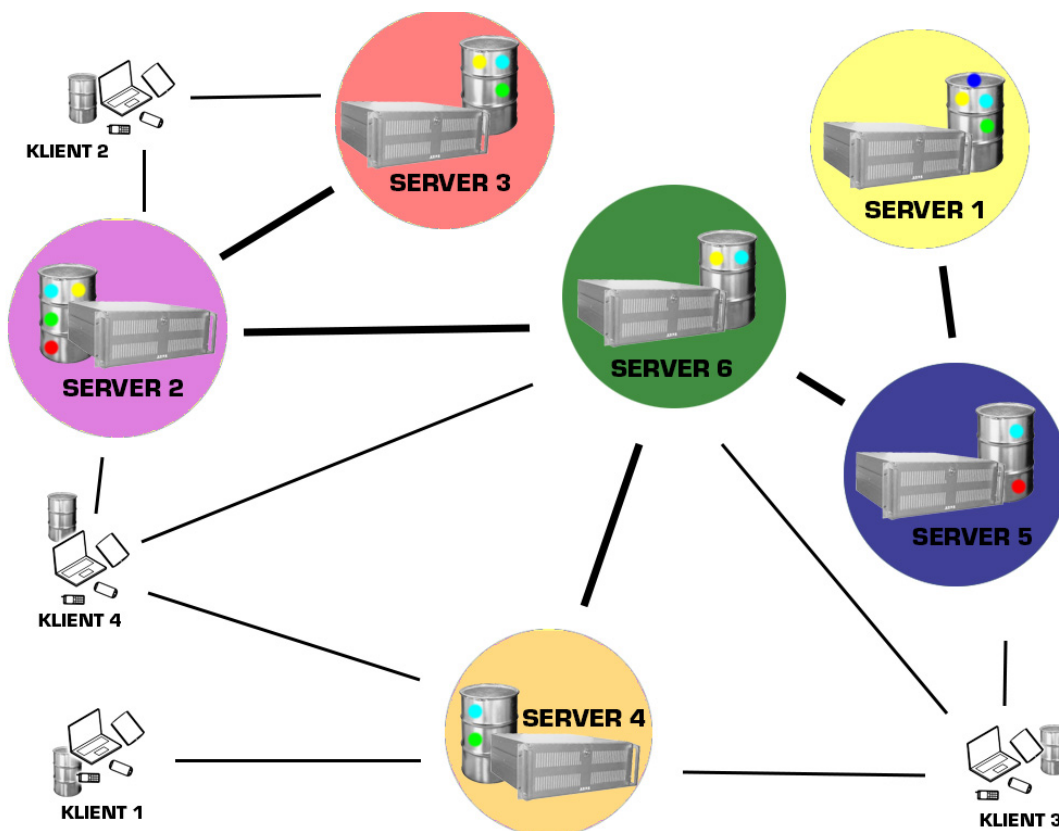 KLIENT 2
SERVER 3
SERVER 1
SERVER 2
SERVER 6
SERVER 5
KLIENT 4
SERVER 4
KLIENT 1
KLIENT 3